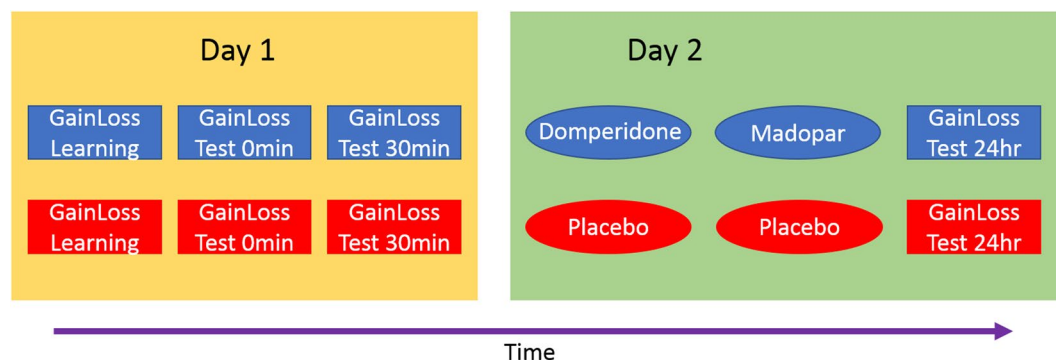 Day 1
GainLoss
Learning
GainLoss
Test 0min
GainLoss
Test 30min
GainLoss
Learning
GainLoss
Test 0min
GainLoss
Test 30min
Day 2
Domperidone
Madopar
GainLoss
Test 24hr
Placebo
Placebo
GainLoss
Test 24hr
Time